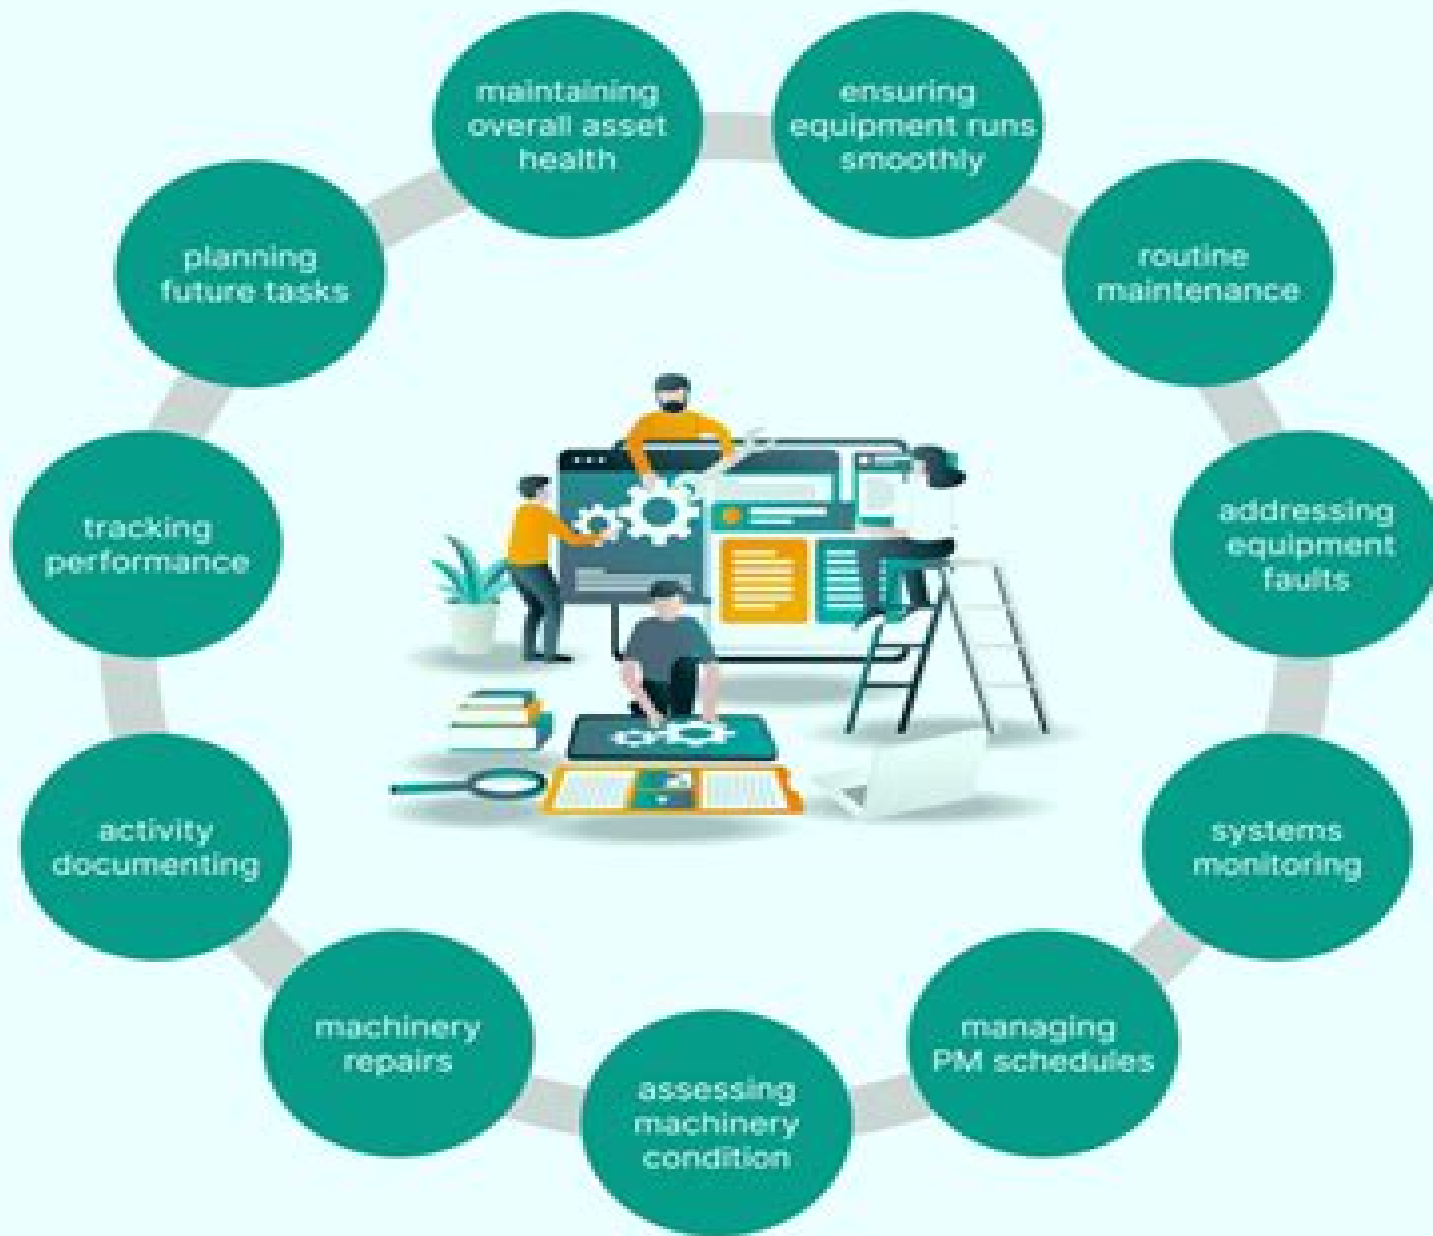 maintaining
overall asset
health
ensuring
equipment runs
smoothly
routine
maintenance
addressing
equipment
faults
systems
monitoring
managing
PM schedules
assessing
machinery
condition
machinery
repairs
activity
documenting
tracking
performance
planning
future tasks